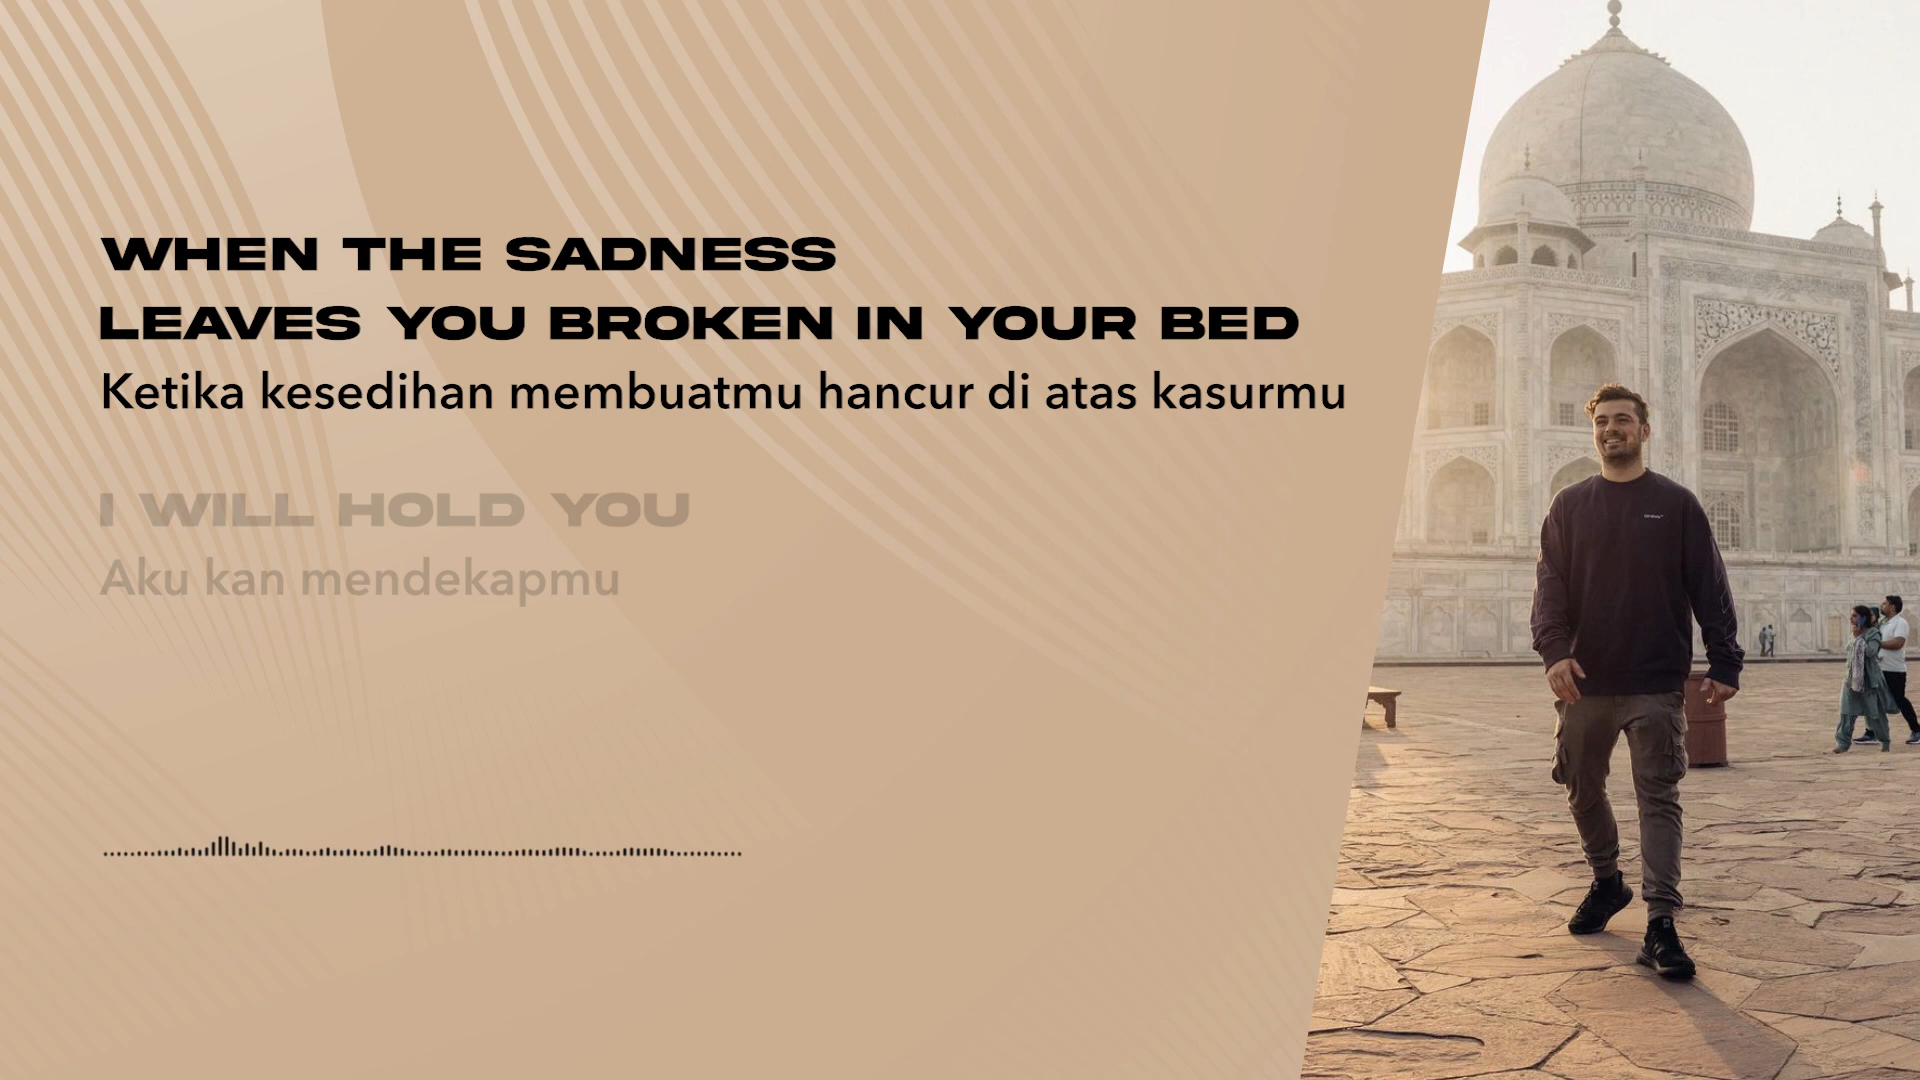 WHEN THE SADNESS
LEAVES YOU BROKEN IN YOUR BED
Ketika kesedihan membuatmu hancur di atas kasurmu
I WILL HOLD YOU
Aku kan mendekapmu